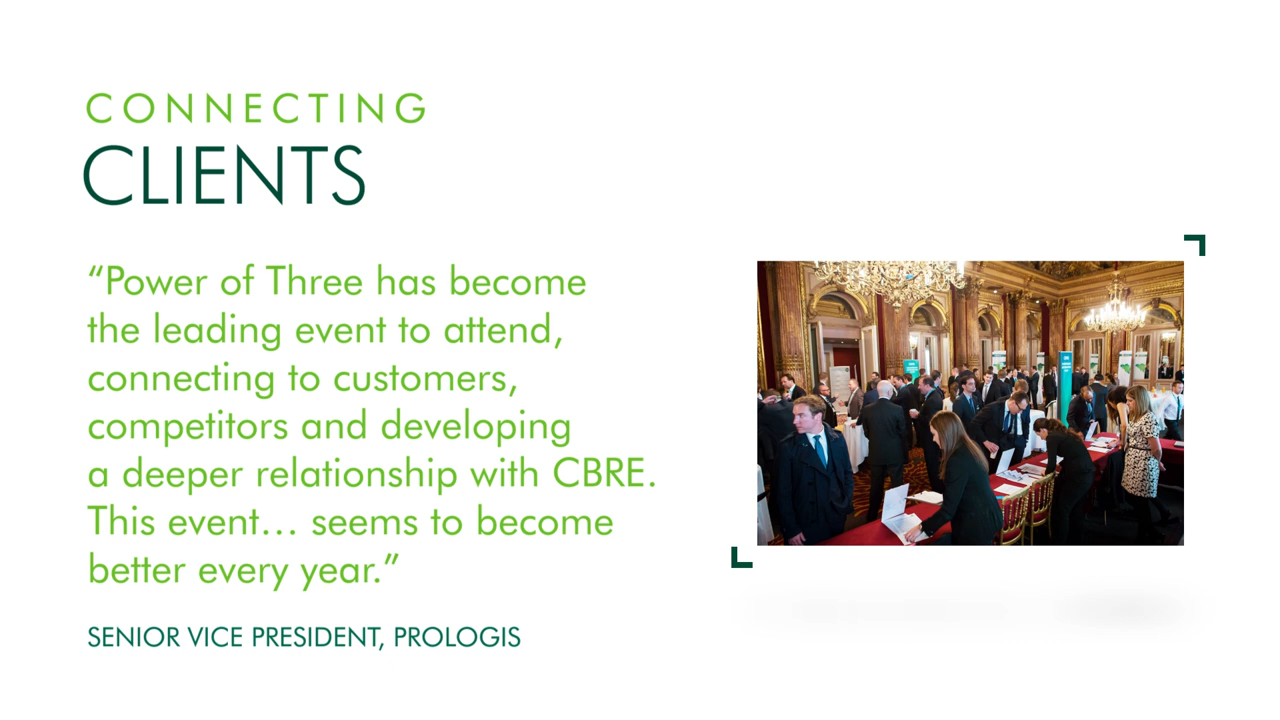 CONNECTING
CLIENTS
“Power of Three has become
the leading event to attend,
connecting to customers,
competitors and developing
a deeper relationship with CBRE.
This event… seems to become
better every year.”
SENIOR VICE PRESIDENT, PROLOGIS